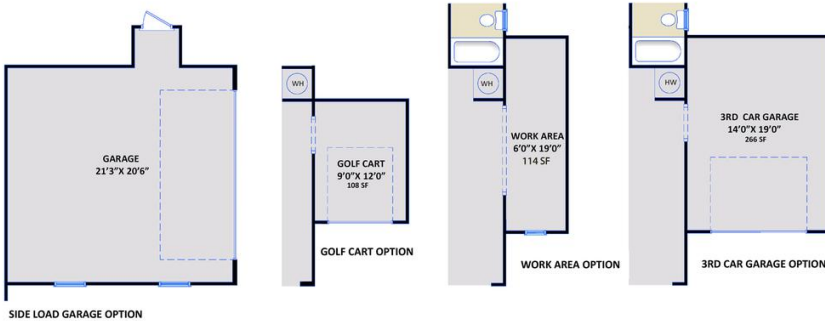 GARAGE
21'3"X 20'6"
SIDE LOAD GARAGE OPTION
WH
GOLF CART
9'0"X 12'0"
108 SF
GOLF CART OPTION
WH
WORK AREA
6'0"X 19'0"
114 SF
WORK AREA OPTION
HW
3RD CAR GARAGE
14'0"X 19'0"
266 SF
3RD CAR GARAGE OPTION